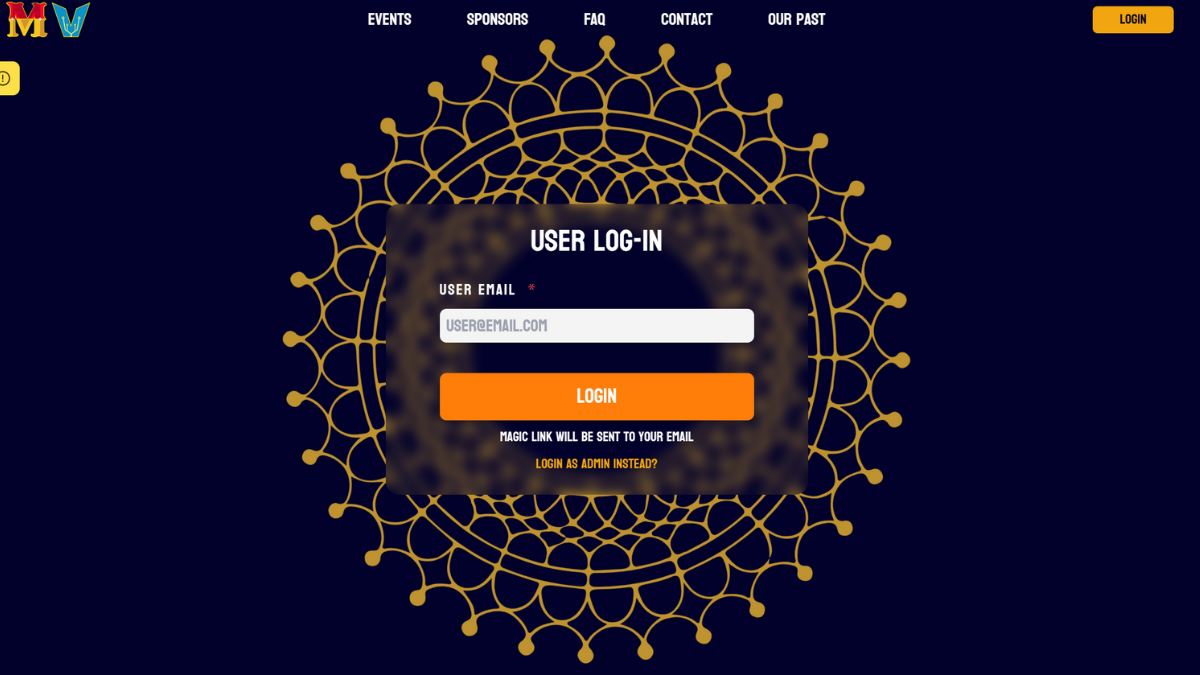 MV
EVENTS SPONSORS FAQ CONTACT OUR PAST LOGIN
USER LOG-IN
USER EMAIL *
USER@EMAIL.COM
LOGIN
MAGIC LINK WILL BE SENT TO YOUR EMAIL
LOGIN AS ADMIN INSTEAD?